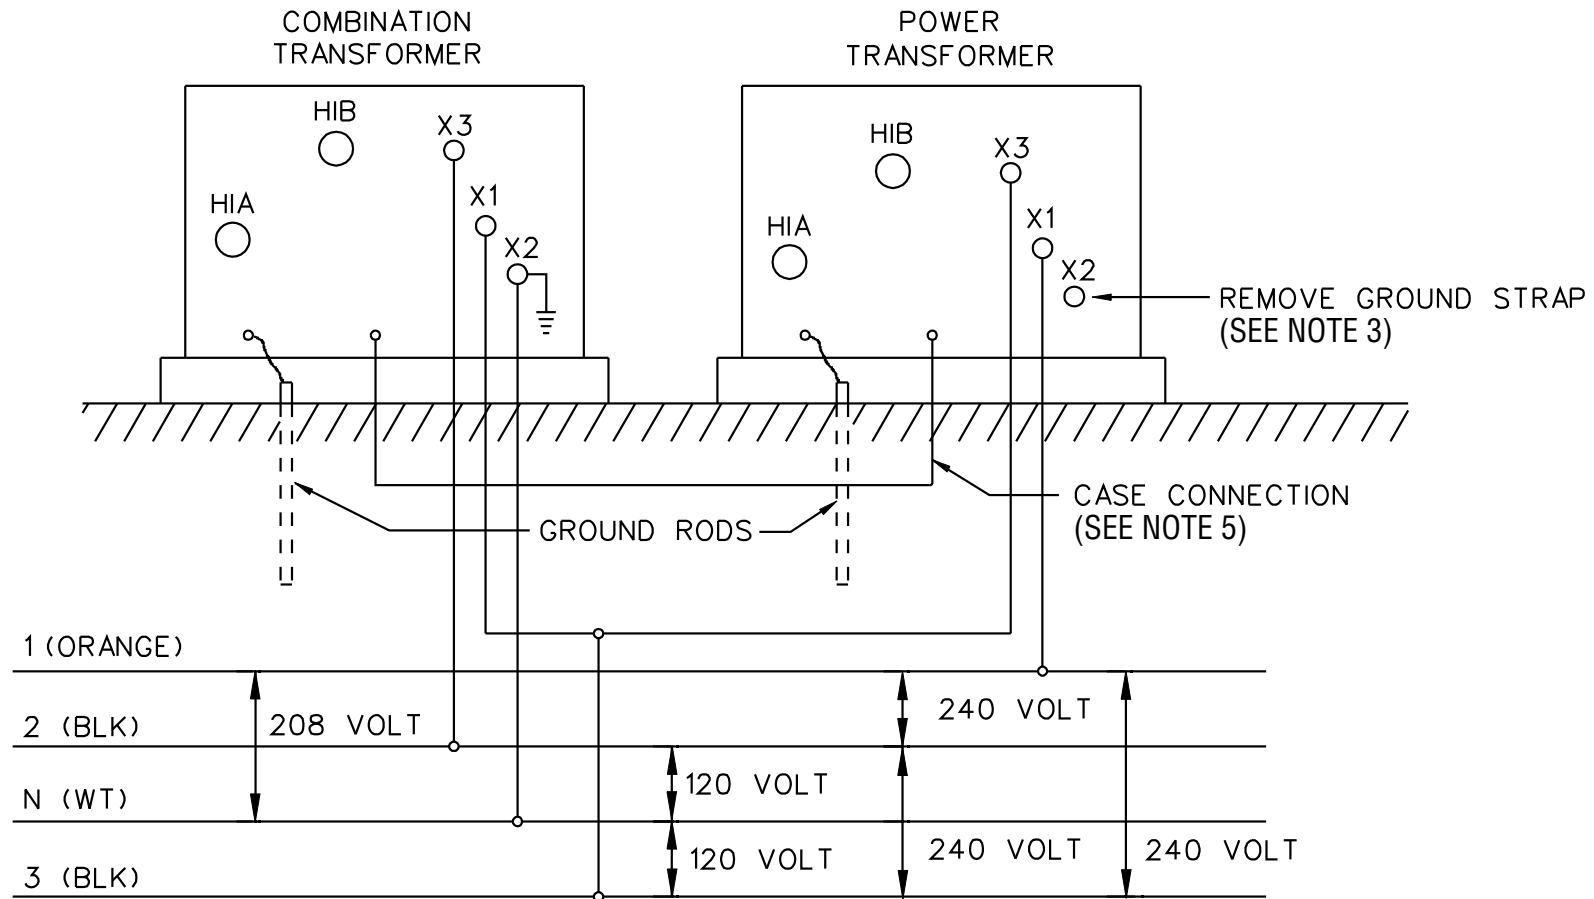 COMBINATION
TRANSFORMER
POWER
TRANSFORMER
HIB
X3
X1
HIA
X2
HIB
X3
X1
HIA
X2
REMOVE GROUND STRAP
(SEE NOTE 3)
CASE CONNECTION
(SEE NOTE 5)
GROUND RODS
1 (ORANGE)
208 VOLT
240 VOLT
2 (BLK)
120 VOLT
N (WT)
120 VOLT
240 VOLT
240 VOLT
3 (BLK)